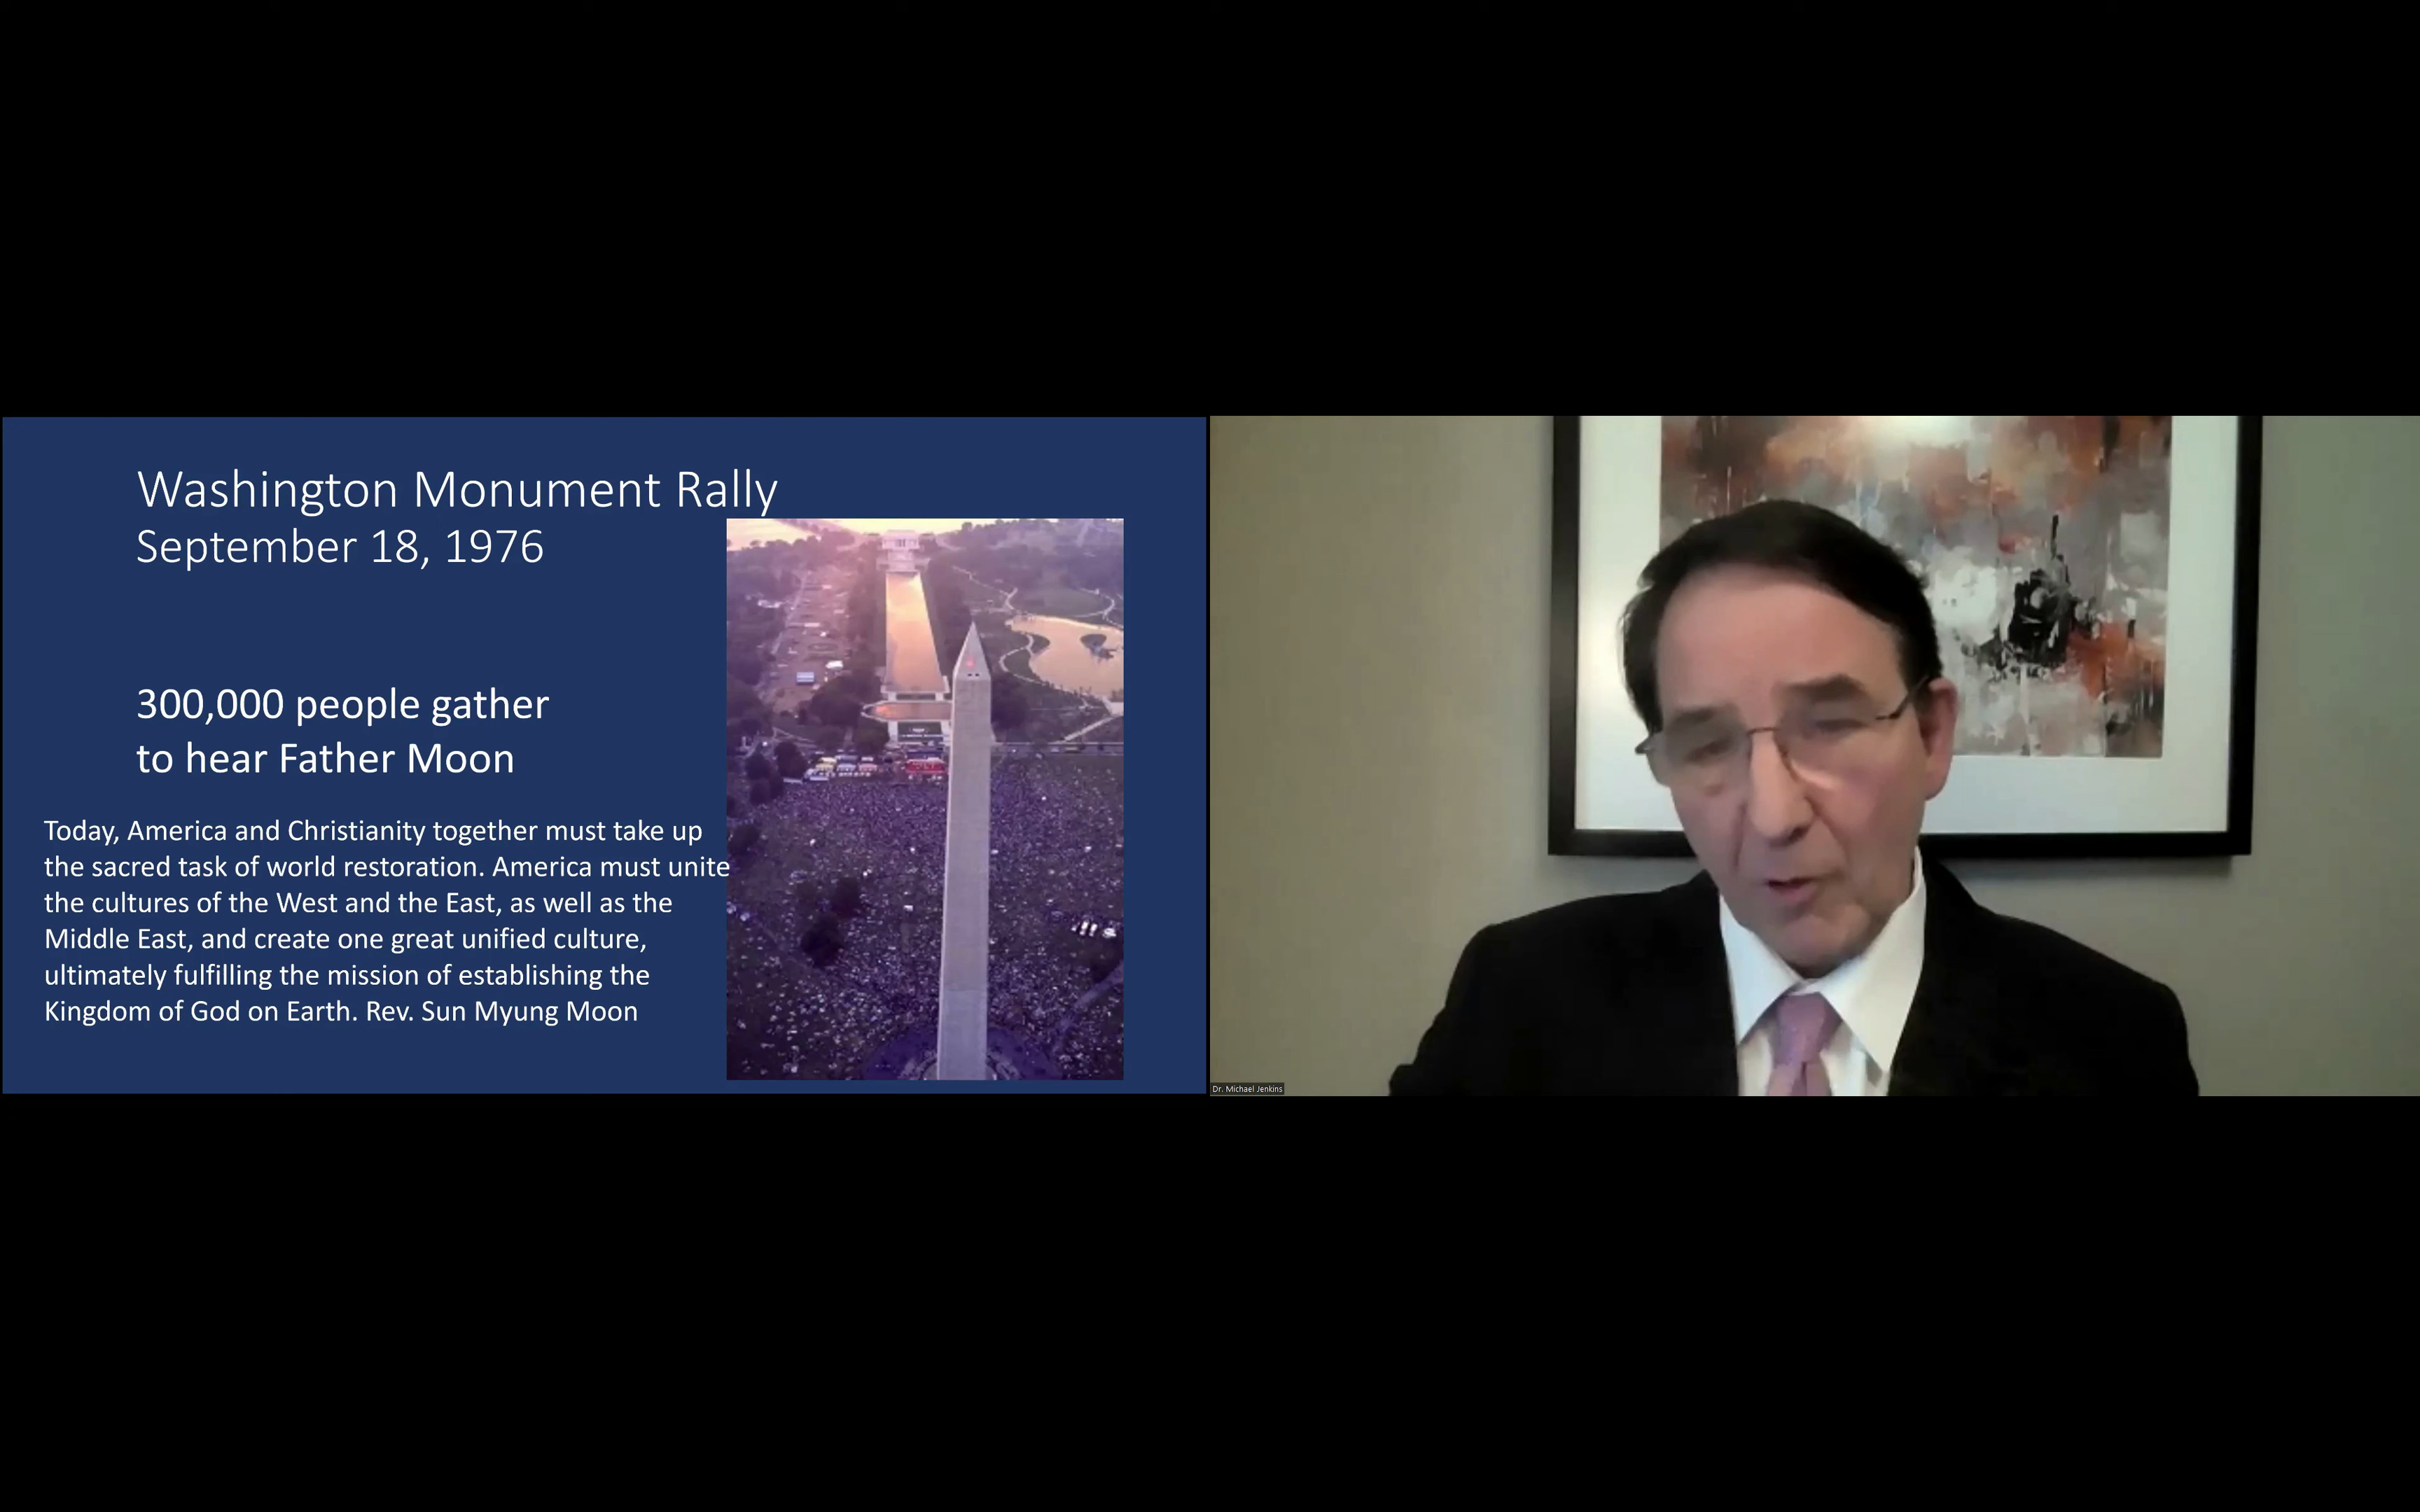 Washington Monument Rally
September 18, 1976
300,000 people gather
to hear Father Moon
Today, America and Christianity together must take up
the sacred task of world restoration. America must unite
the cultures of the West and the East, as well as the
Middle East, and create one great unified culture,
ultimately fulfilling the mission of establishing the
Kingdom of God on Earth. Rev. Sun Myung Moon
Dr. Michael Jenkins